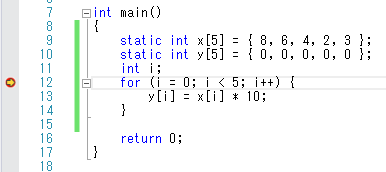 7 int main()
8 {
9 static int x[5] = { 8, 6, 4, 2, 3 };
10 static int y[5] = { 0, 0, 0, 0, 0 };
11 int i;
12 for (i = 0; i < 5; i++) {
13 y[i] = x[i] * 10;
14 }
15
16 return 0;
17 }
18